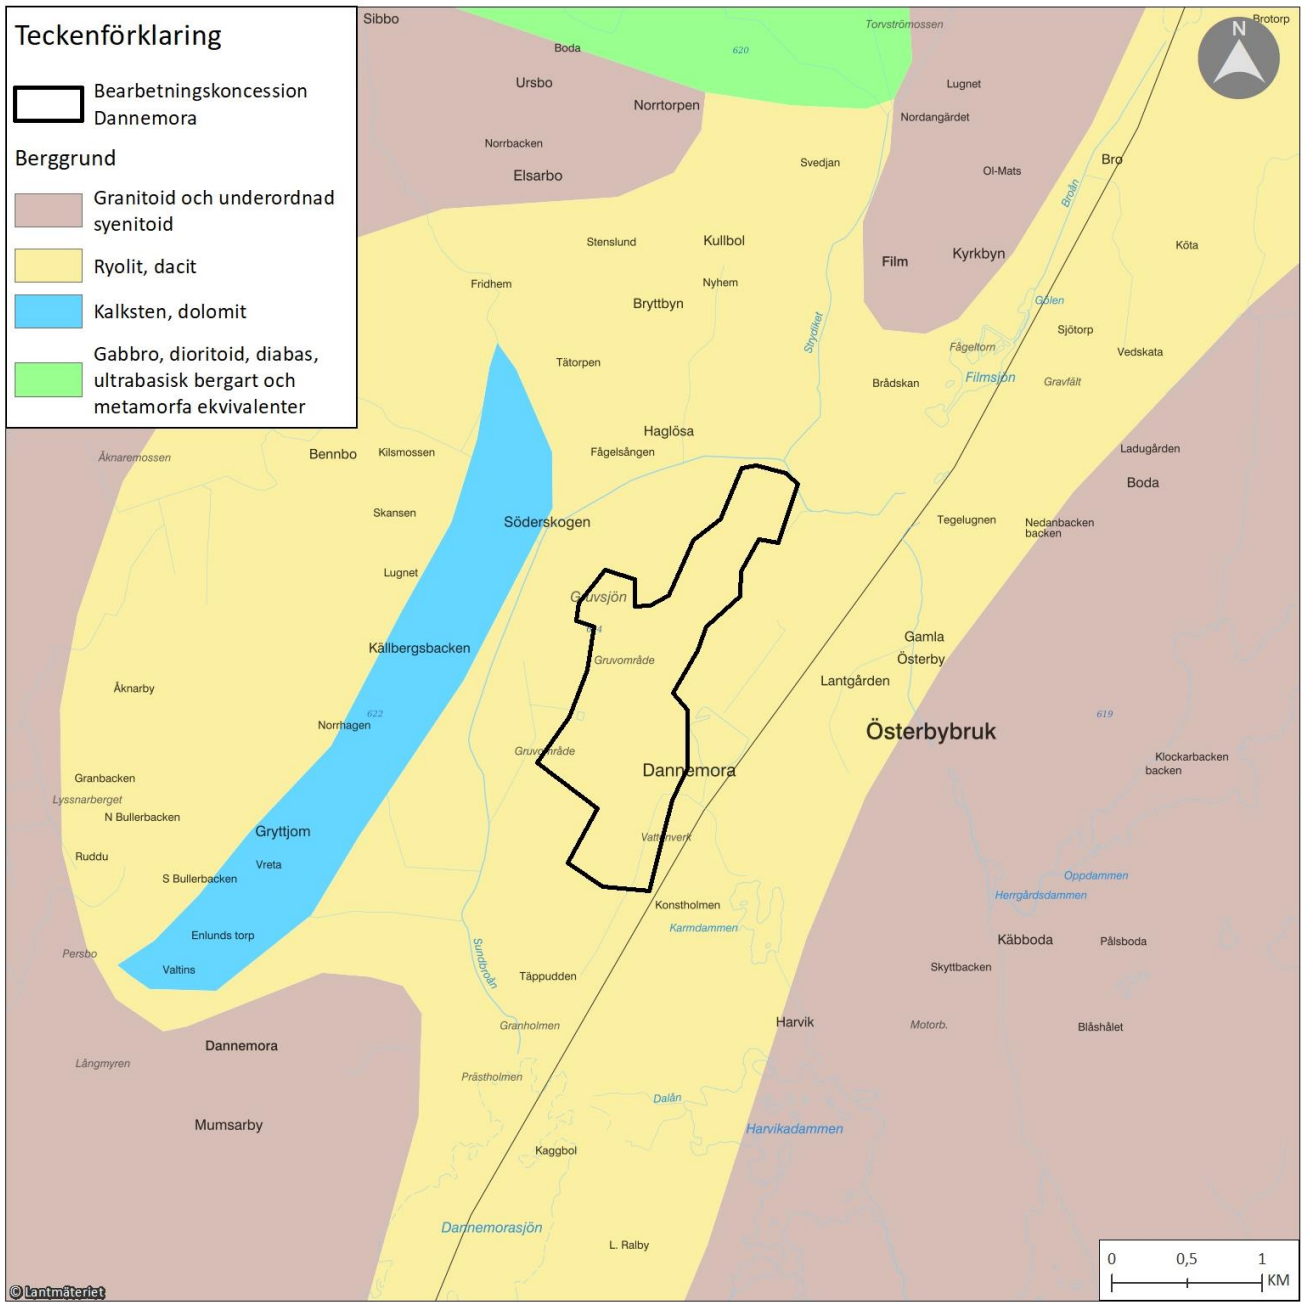 Teckenförklaring
Bearbetningskoncession
Dannemora
Berggrund
Granitoid och underordnad
syenitoid
Ryolit, dacit
Kalksten, dolomit
Gabbro, dioritoid, diabas,
ultrabasisk bergart och
metamorfa ekvivalenter
Sibbo
Brotorp
Torvströmossen
N
Boda
620
Ursbo
Lugnet
Norrtorpen
Nordangärdet
Norrbacken
Svedjan
Bro
Elsarbo
Ol-Mats
Broån
Stenslund
Kullbol
Köta
Film
Kyrkbyn
Fridhem
Nyhem
Bryttbyn
Golen
Strydiket
Sjötorp
Fågeltorn
Vedskata
Tätorpen
Filmsjön
Brådskan
Gravfält
Haglösa
Bennbo
Kilsmossen
Fågelsången
Ladugården
Åknaremossen
Boda
Skansen
Söderskogen
Tegelugnen
Nedanbacken
backen
Lugnet
Gruvsjön
Källbergsbacken
Gamla
Österby
Gruvområde
Lantgården
Åknarby
622
619
Norrhagen
Österbybruk
Gruvområde
Klockarbacken
backen
Dannemora
Granbacken
Lyssnarberget
N Bullerbacken
Gryttjom
Vattenverk
Ruddu
Vreta
S Bullerbacken
Oppdammen
Herrgårdsdammen
Konstholmen
Karmdammen
Enlunds torp
Käbboda
Pålsboda
Persbo
Sundbroån
Valtins
Skyttbacken
Täppudden
Granholmen
Harvik
Motorb.
Blåshålet
Dannemora
Långmyren
Prästholmen
Dalån
Mumsarby
Harvikadammen
Kaggbol
Dannemorasjön
L. Ralby
0 0,5 1
KM
© Lantmäteriet